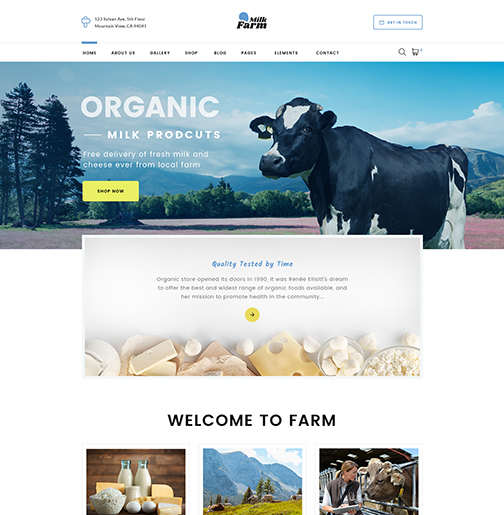 523 Sylvan Ave, 5th Floor
Mountain View, CA 94041
Milk
Farm
GET IN TOUCH
HOME ABOUT US GALLERY SHOP BLOG PAGES ELEMENTS CONTACT
0
ORGANIC
MILK PRODCUTS
Free delivery of fresh milk and
cheese ever from local farm
SHOP NOW
Quality Tested by Time
Organic store opened its doors in 1990, it was Renée Elliott's dream
to offer the best and widest range of organic foods available, and
her mission to promote health in the community...
WELCOME TO FARM